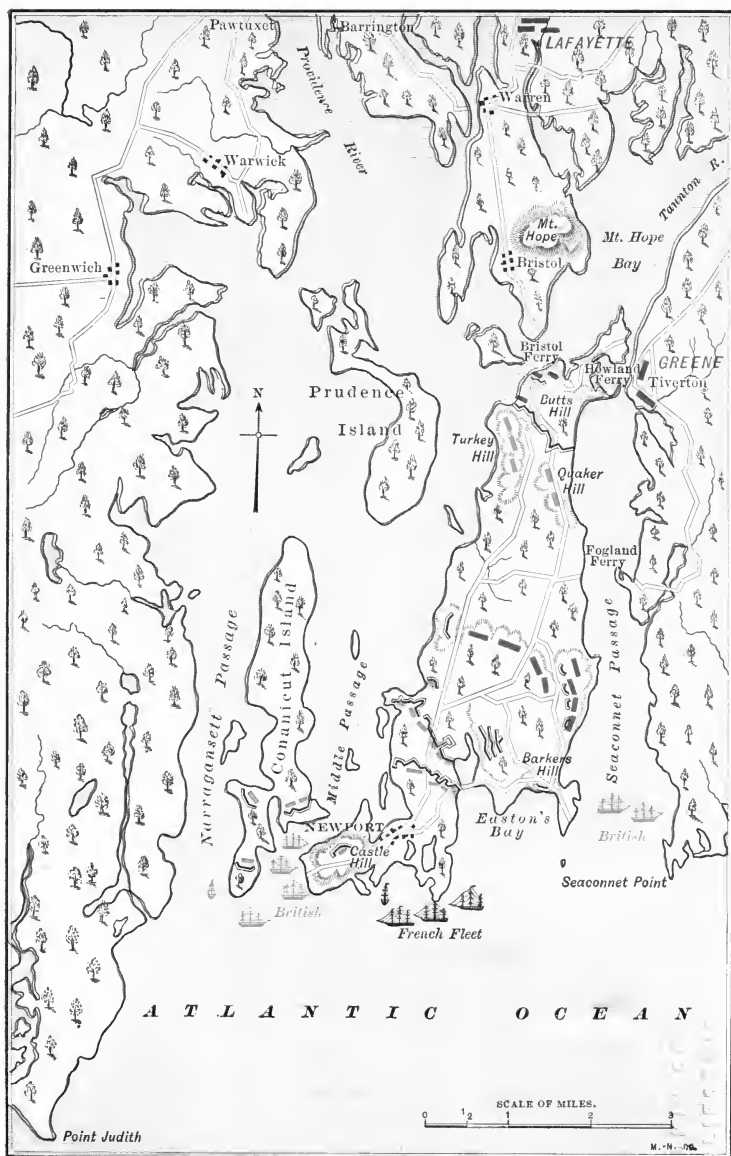 Pawtuxet
Barrington
LAFAYETTE
Providence
River
Warren
Warwick
Taunton R.
Mt.
Hope
Mt. Hope
Bay
Greenwich
Bristol
Bristol
Ferry
Howland
Ferry
GREENE
Tiverton
N
Prudence
Island
Butts
Hill
Turkey
Hill
Quaker
Hill
Fogland
Ferry
Narragansett Passage
Conanicut Island
Middle Passage
Seaconnet Passage
Barkers
Hill
NEWPORT
Castle
Hill
Easton's
Bay
British
British
Seaconnet Point
French Fleet
ATLANTIC OCEAN
SCALE OF MILES.
0 1/2 1 2 3
Point Judith